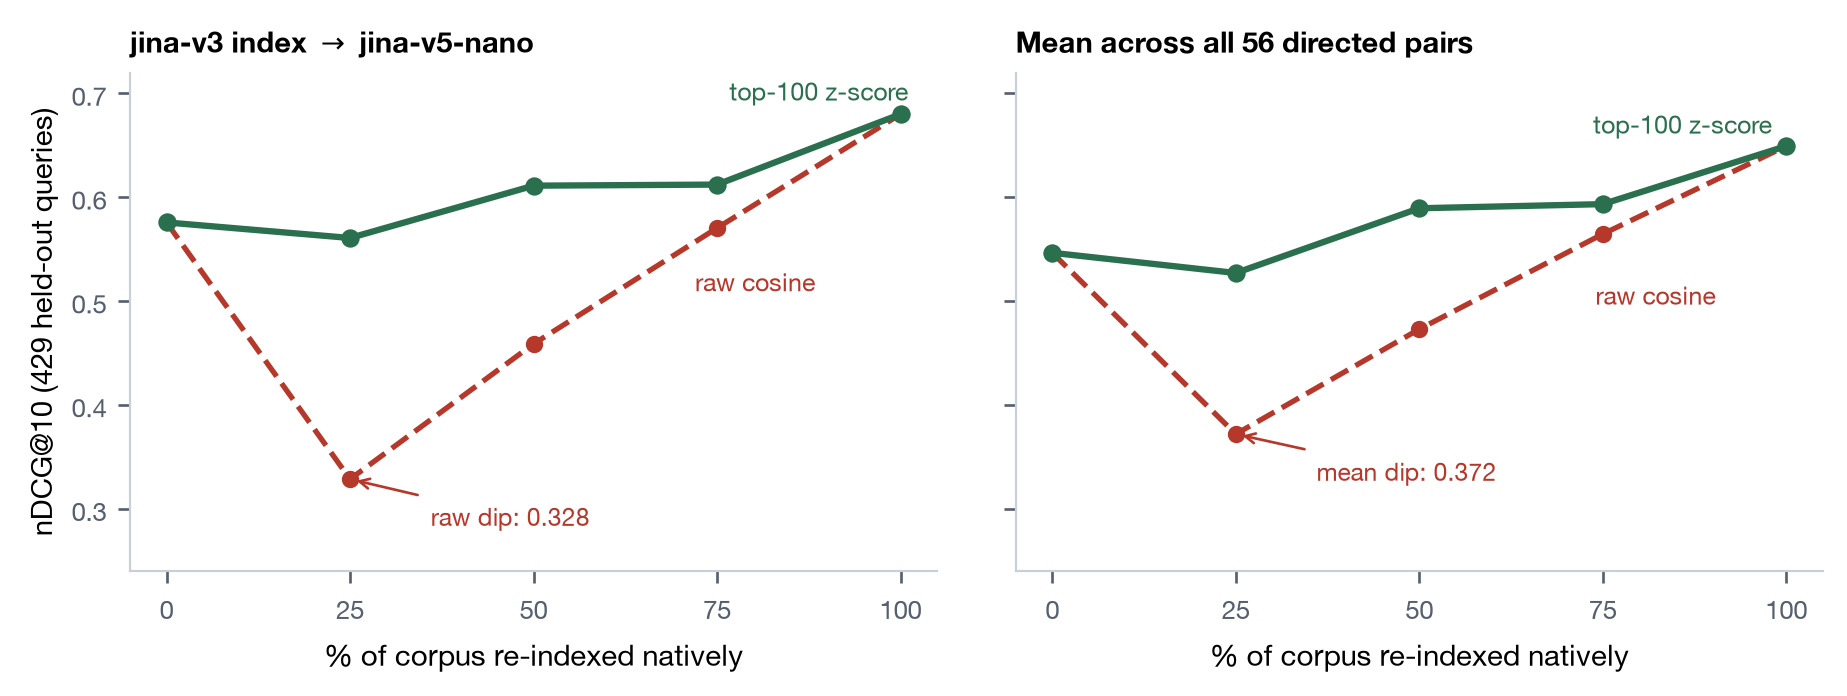 jina-v3 index → jina-v5-nano
nDCG@10 (429 held-out queries)
0.7
0.6
0.5
0.4
0.3
top-100 z-score
raw cosine
raw dip: 0.328
0 25 50 75 100
% of corpus re-indexed natively
Mean across all 56 directed pairs
top-100 z-score
raw cosine
mean dip: 0.372
0 25 50 75 100
% of corpus re-indexed natively